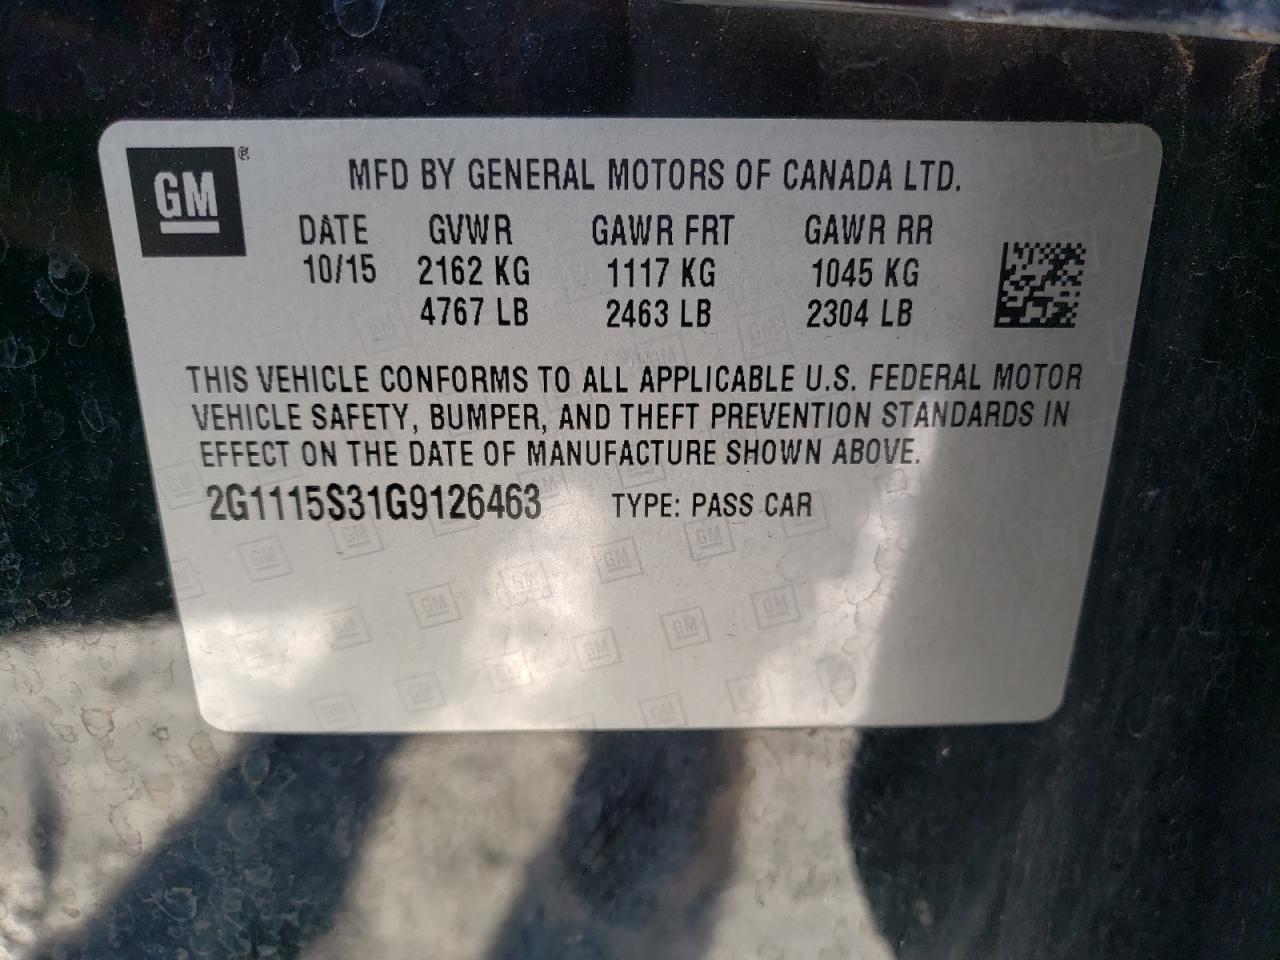 GM ®
MFD BY GENERAL MOTORS OF CANADA LTD.
DATE GVWR GAWR FRT GAWR RR
10/15 2162 KG 1117 KG 1045 KG
4767 LB 2463 LB 2304 LB
THIS VEHICLE CONFORMS TO ALL APPLICABLE U.S. FEDERAL MOTOR
VEHICLE SAFETY, BUMPER, AND THEFT PREVENTION STANDARDS IN
EFFECT ON THE DATE OF MANUFACTURE SHOWN ABOVE.
2G1115S31G9126463 TYPE: PASS CAR